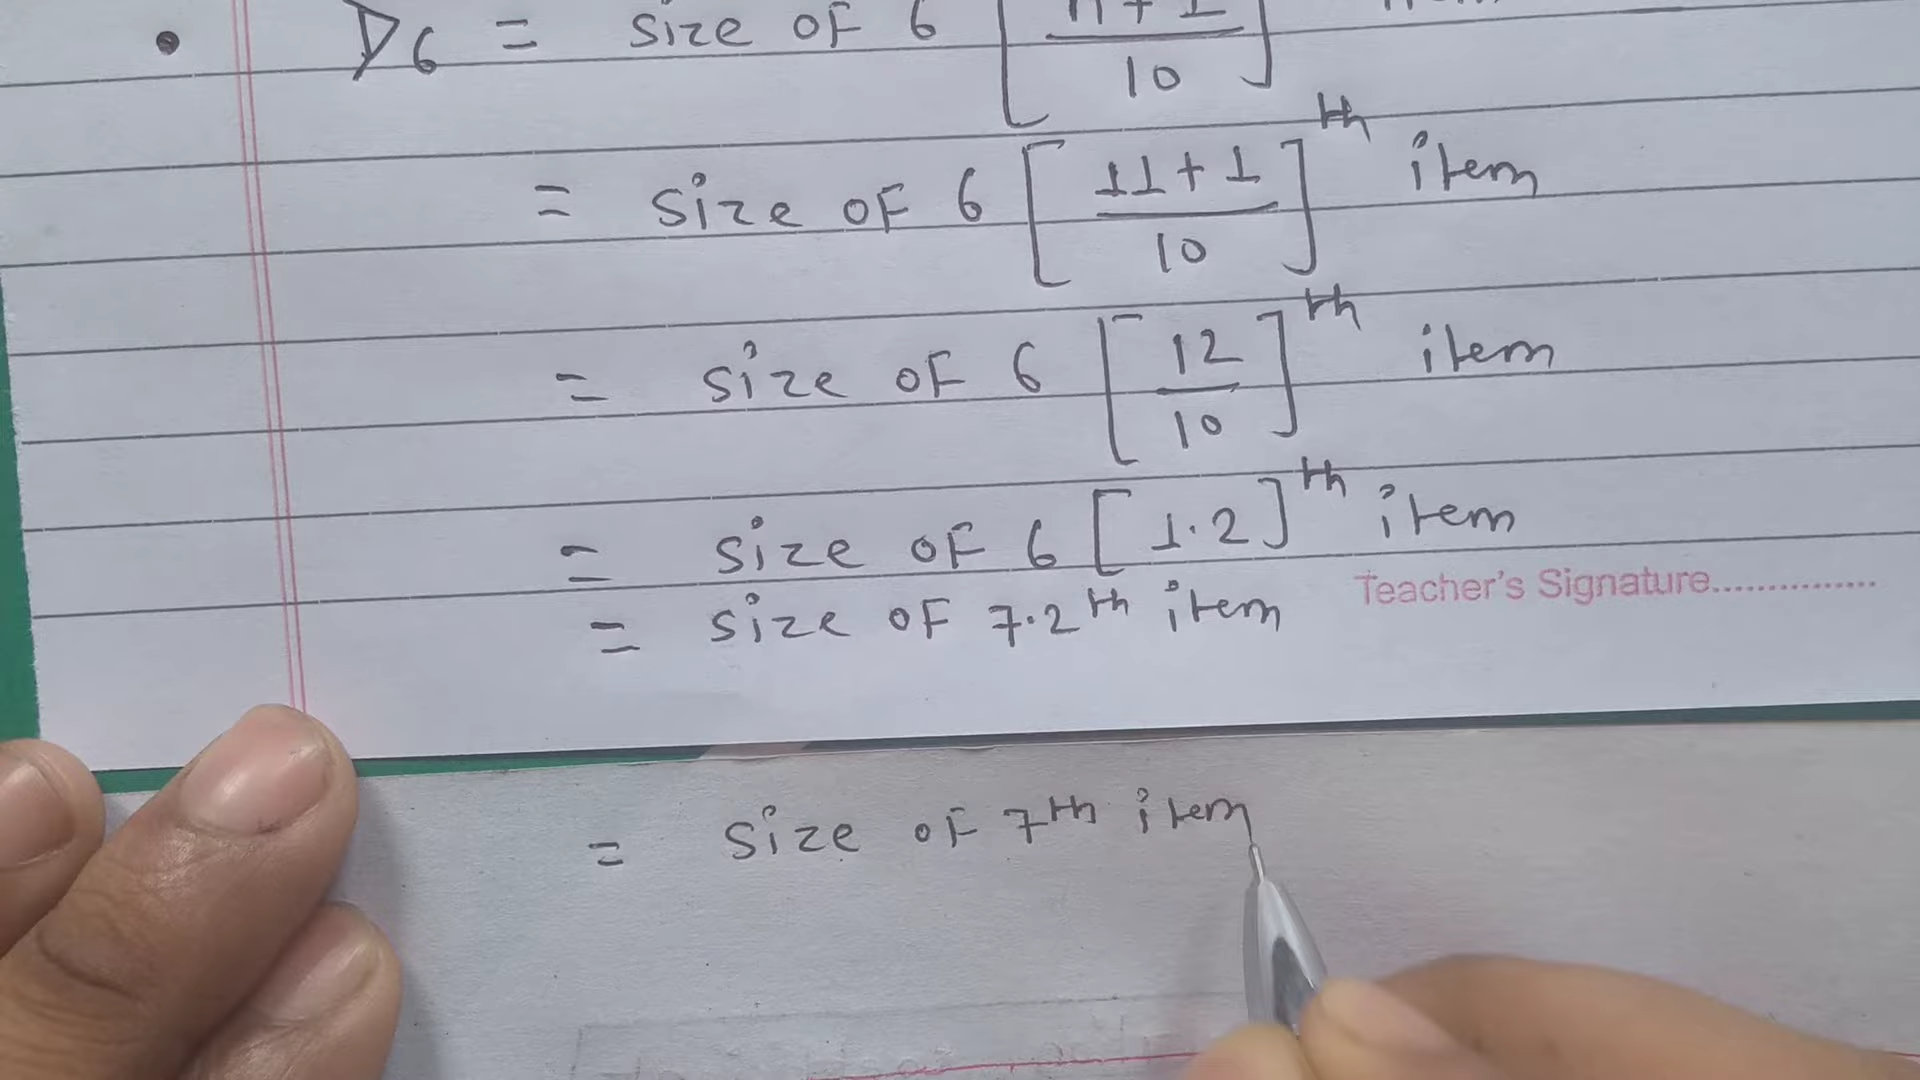 • D6 = size of 6 [n+1/10]
= size of 6 [11+1/10]th item
= size of 6 [12/10]th item
= size of 6 [1.2]th item
Teacher's Signature...............
= size of 7.2th item
= size of 7th item